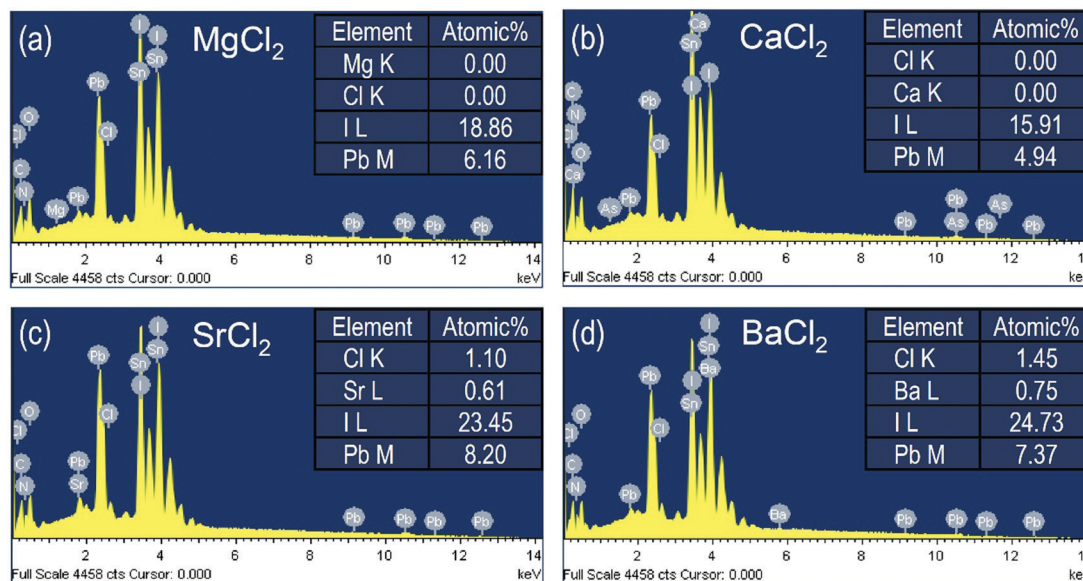 (a) MgCl₂
Element Atomic%
Mg K 0.00
Cl K 0.00
I L 18.86
Pb M 6.16
I I
Sn Sn
Pb
O Cl
Cl
C
N Mg Pb
Pb Pb Pb Pb
2 4 6 8 10 12 14
Full Scale 4458 cts Cursor: 0.000 keV
(b) CaCl₂
Element Atomic%
Cl K 0.00
Ca K 0.00
I L 15.91
Pb M 4.94
Ca
Sn
I I
Pb
C
N
Cl O Cl
Ca As Pb
Pb Pb As As Pb Pb
2 4 6 8 10 12
Full Scale 4458 cts Cursor: 0.000 ke
(c) SrCl₂
Element Atomic%
Cl K 1.10
Sr L 0.61
I L 23.45
Pb M 8.20
I
Sn Sn
I
Pb
O Cl
Cl
C Pb
N Sr
Pb Pb Pb Pb
2 4 6 8 10 12 14
Full Scale 4458 cts Cursor: 0.000 keV
(d) BaCl₂
Element Atomic%
Cl K 1.45
Ba L 0.75
I L 24.73
Pb M 7.37
I
Sn
I Ba
Sn
Pb
O Cl
Cl
C
N Pb
Ba Pb Pb Pb Pb
2 4 6 8 10 12
Full Scale 4458 cts Cursor: 0.000 ke